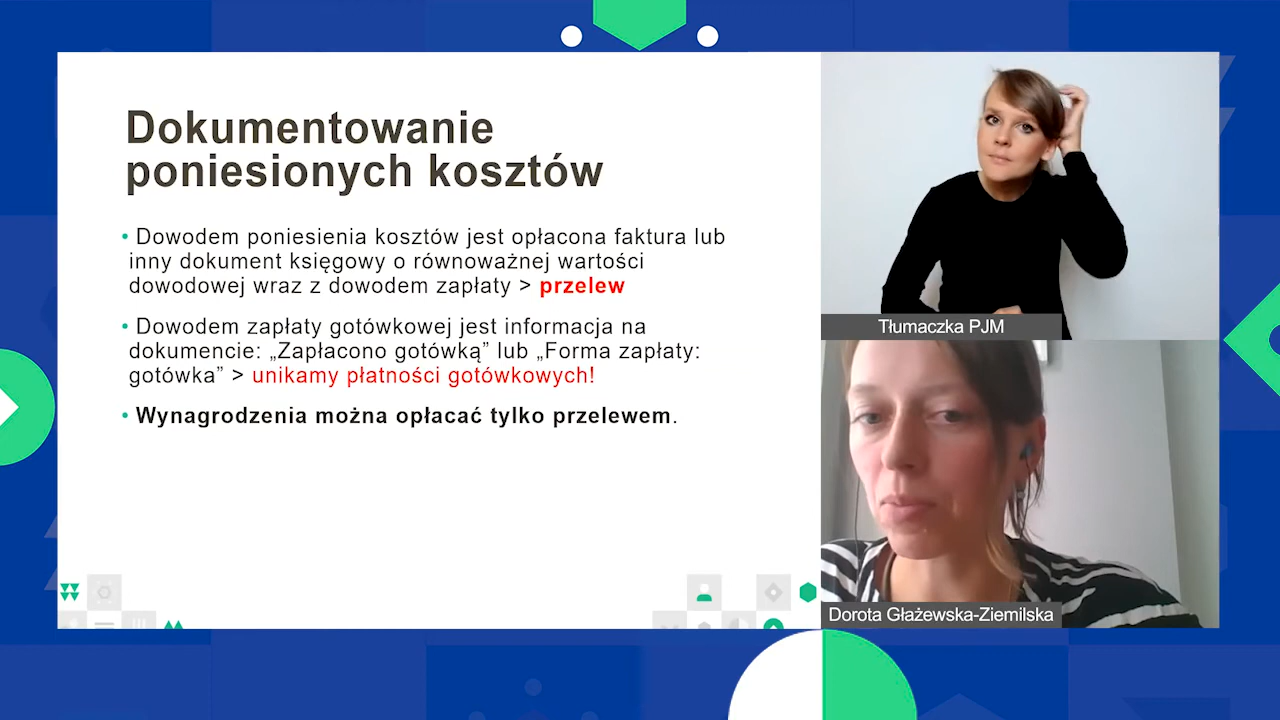 Dokumentowanie
poniesionych kosztów
• Dowodem poniesienia kosztów jest opłacona faktura lub
inny dokument księgowy o równoważnej wartości
dowodowej wraz z dowodem zapłaty > przelew
• Dowodem zapłaty gotówkowej jest informacja na
dokumencie: „Zapłacono gotówką” lub „Forma zapłaty:
gotówka” > unikamy płatności gotówkowych!
• Wynagrodzenia można opłacać tylko przelewem.
Tłumaczka PJM
Dorota Głażewska-Ziemilska